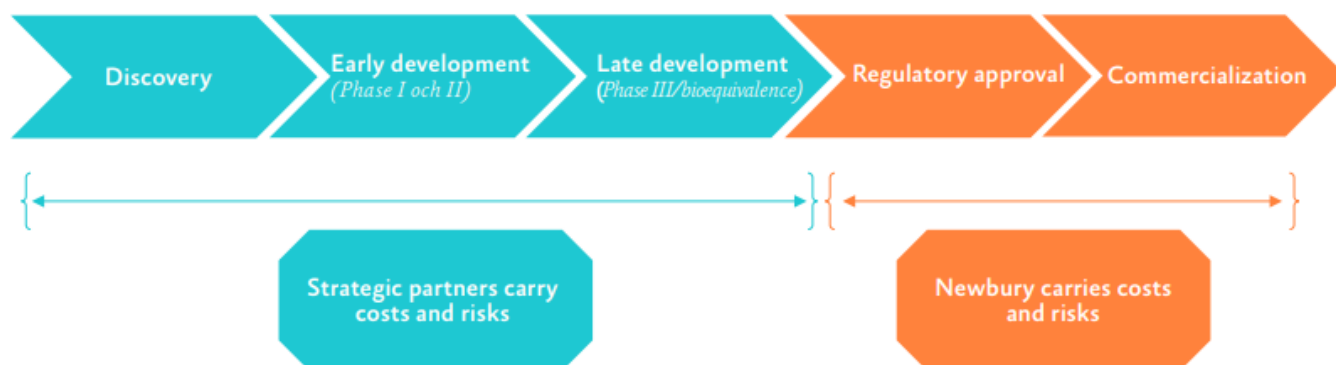 Discovery
Early development
(Phase I och II)
Late development
(Phase III/bioequivalence)
Regulatory approval
Commercialization
Strategic partners carry
costs and risks
Newbury carries costs
and risks